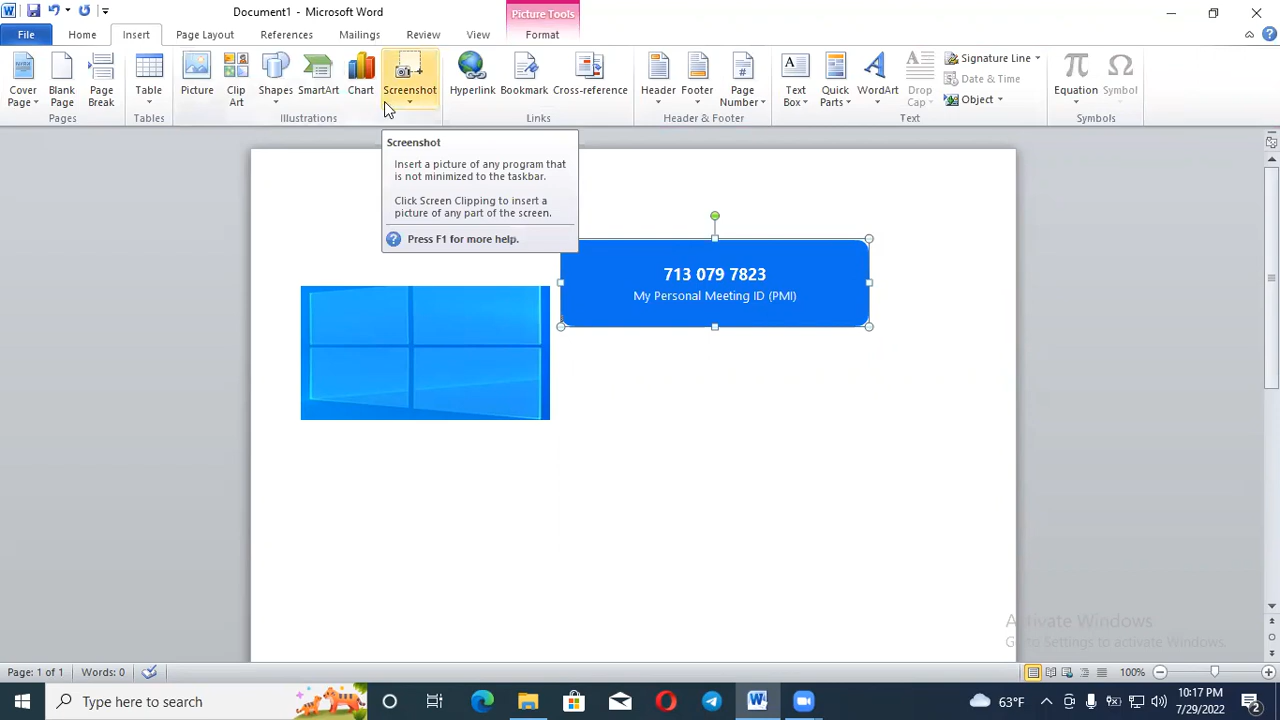 Document1 - Microsoft Word
Picture Tools
File
Home
Insert
Page Layout
References
Mailings
Review
View
Format
Cover Page
Blank Page
Page Break
Table
Picture
Clip Art
Shapes
SmartArt
Chart
Screenshot
Hyperlink
Bookmark
Cross-reference
Header
Footer
Page Number
Text Box
Quick Parts
WordArt
Drop Cap
Signature Line
Date & Time
Object
Equation
Symbol
Pages
Tables
Illustrations
Links
Header & Footer
Text
Symbols
Screenshot
Insert a picture of any program that
is not minimized to the taskbar.
Click Screen Clipping to insert a
picture of any part of the screen.
Press F1 for more help.
713 079 7823
My Personal Meeting ID (PMI)
Activate Windows
Go to Settings to activate Windows.
Page: 1 of 1
Words: 0
100%
Type here to search
63°F
10:17 PM
7/29/2022
2